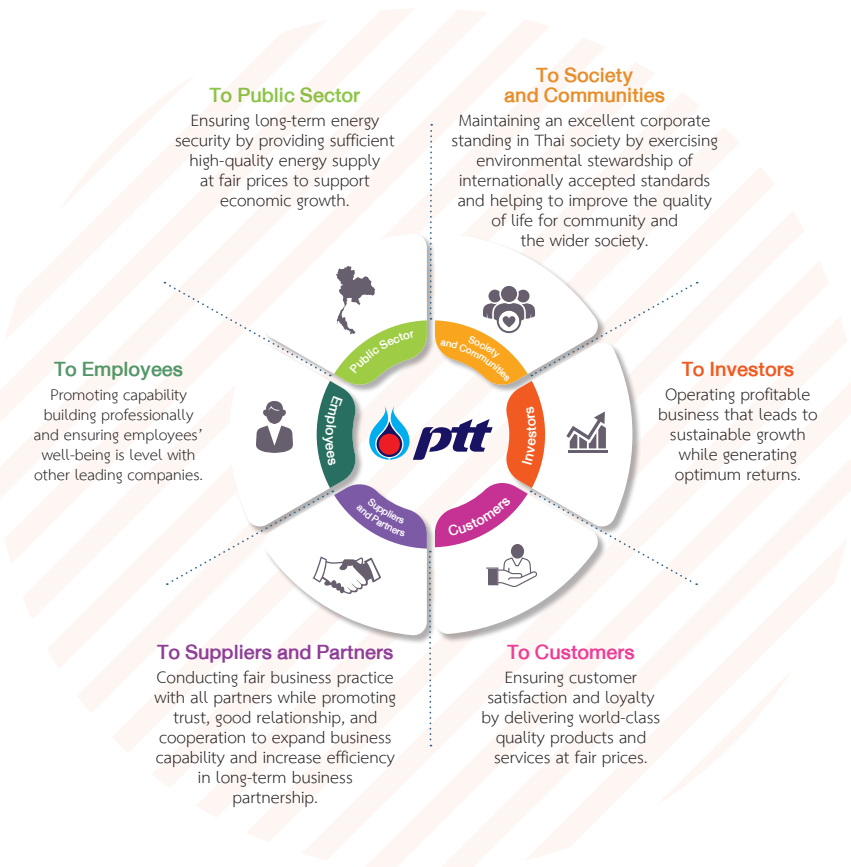 To Public Sector
Ensuring long-term energy
security by providing sufficient
high-quality energy supply
at fair prices to support
economic growth.
To Society
and Communities
Maintaining an excellent corporate
standing in Thai society by exercising
environmental stewardship of
internationally accepted standards
and helping to improve the quality
of life for community and
the wider society.
Public Sector
Society
and Communities
To Employees
Promoting capability
building professionally
and ensuring employees'
well-being is level with
other leading companies.
Employees
ptt
Investors
To Investors
Operating profitable
business that leads to
sustainable growth
while generating
optimum returns.
Suppliers
and Partners
Customers
To Suppliers and Partners
Conducting fair business practice
with all partners while promoting
trust, good relationship, and
cooperation to expand business
capability and increase efficiency
in long-term business
partnership.
To Customers
Ensuring customer
satisfaction and loyalty
by delivering world-class
quality products and
services at fair prices.